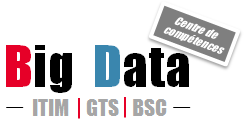 Centre de
compétences
Big Data
— ITIM | GTS | BSC —